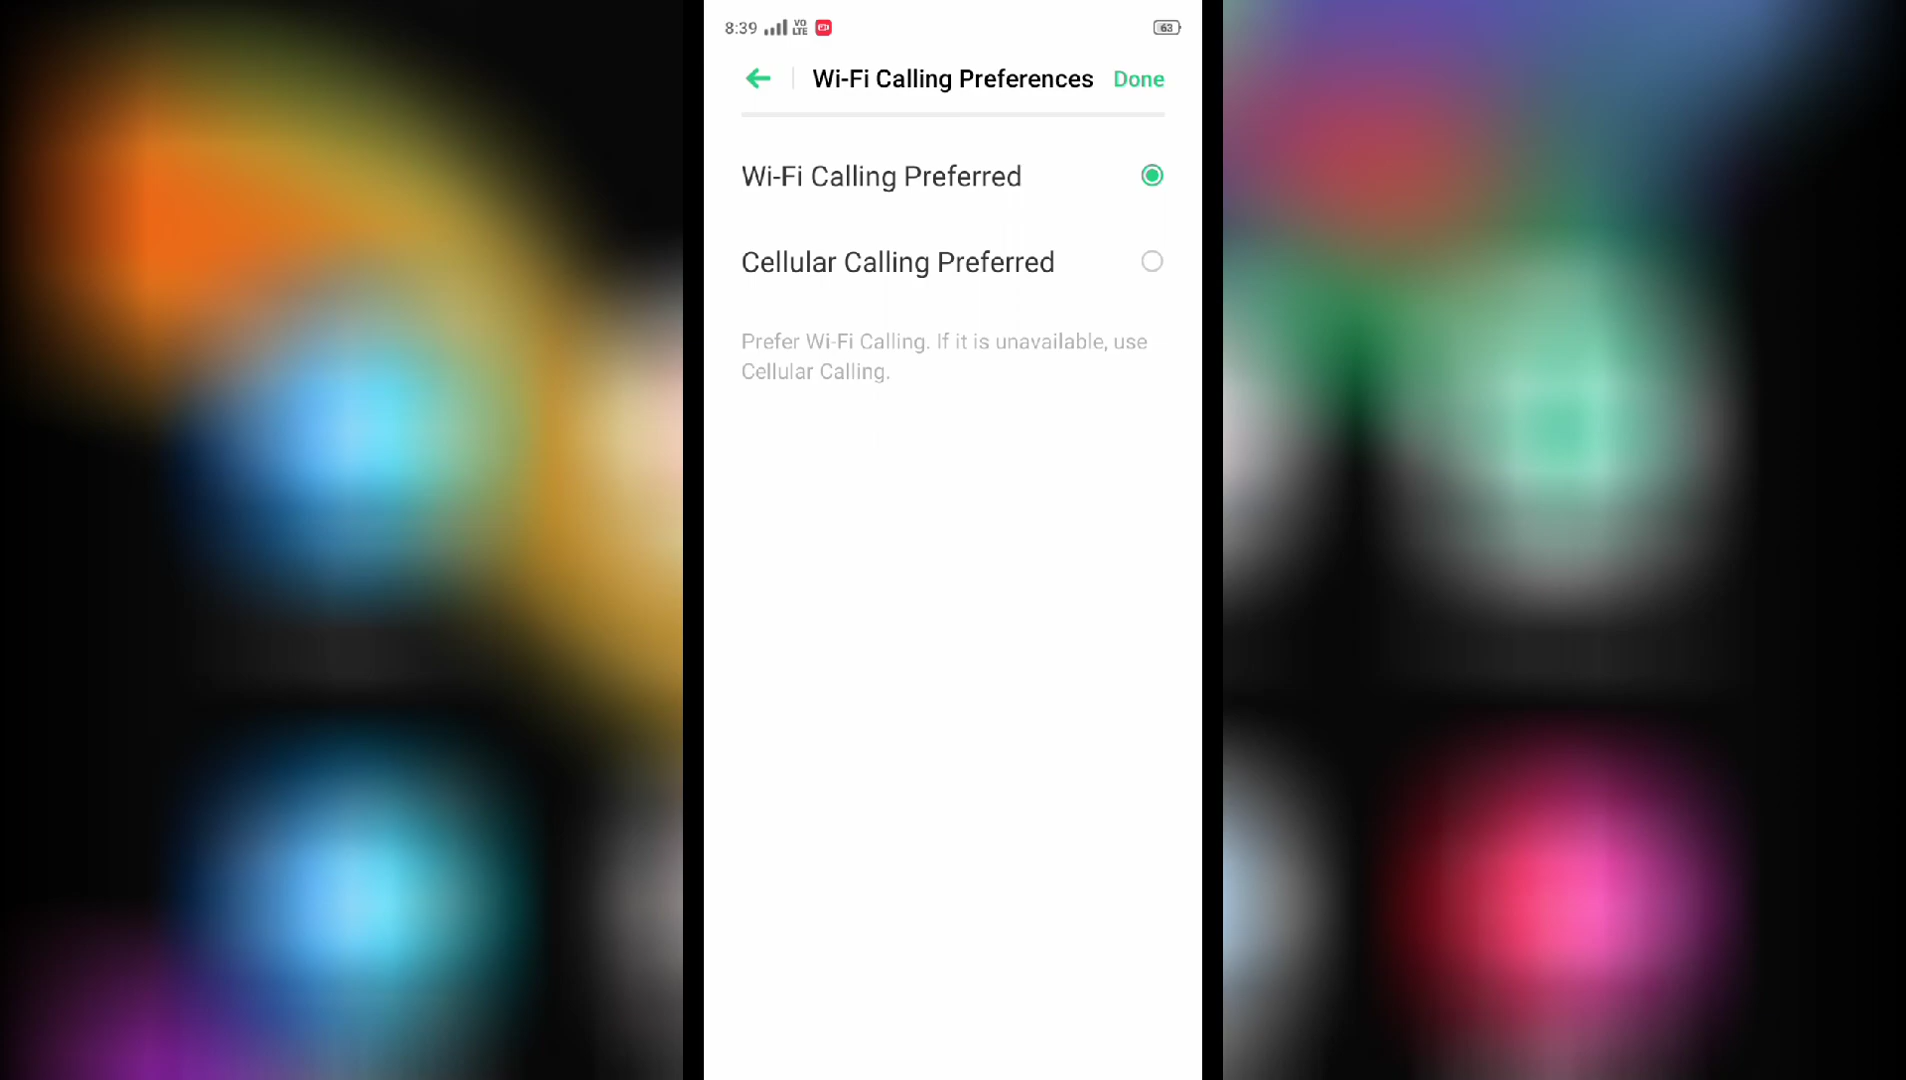 8:39 VO LTE 63
Wi-Fi Calling Preferences Done
Wi-Fi Calling Preferred
Cellular Calling Preferred
Prefer Wi-Fi Calling. If it is unavailable, use
Cellular Calling.